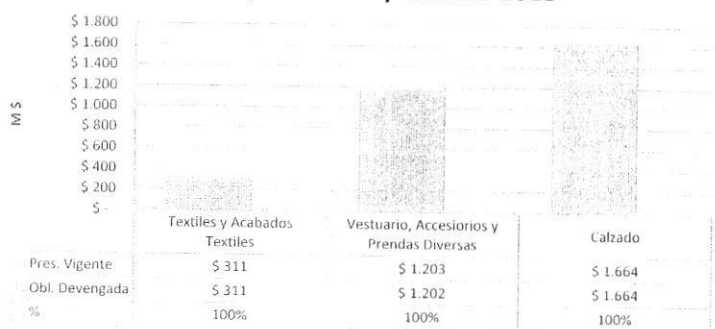 $ 1.800
$ 1.600
$ 1.400
$ 1.200
$ 1.000
$ 800
$ 600
$ 400
$ 200
$ -
M $
Textiles y Acabados Textiles
Vestuario, Accesiorios y Prendas Diversas
Calzado
Pres. Vigente $ 311 $ 1.203 $ 1.664
Obl. Devengada $ 311 $ 1.202 $ 1.664
% 100% 100% 100%